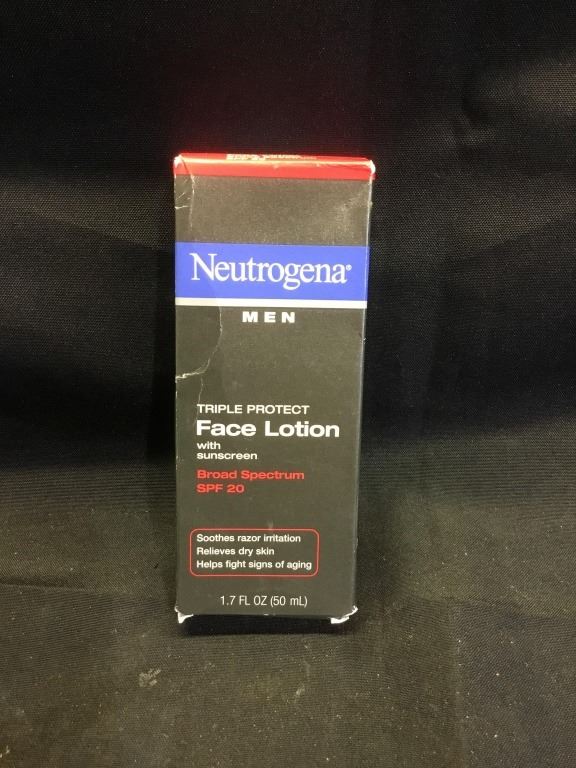 Neutrogena®
MEN
TRIPLE PROTECT
Face Lotion
with
sunscreen
Broad Spectrum
SPF 20
Soothes razor irritation
Relieves dry skin
Helps fight signs of aging
1.7 FL OZ (50 mL)